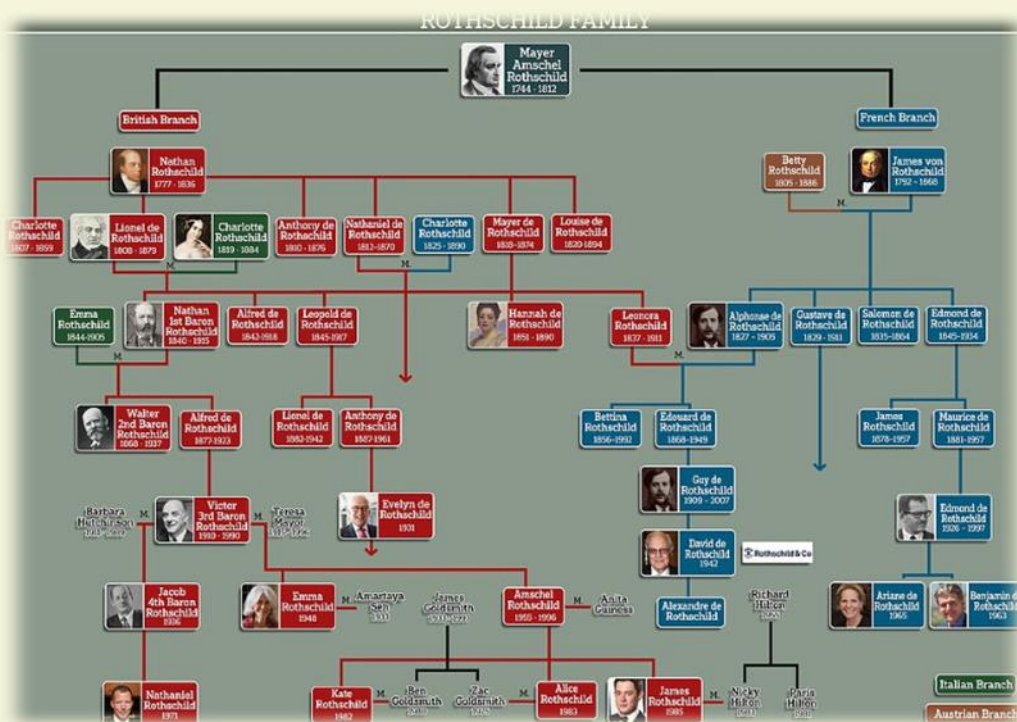 ROTHSCHILD FAMILY
Mayer
Amschel
Rothschild
1744 - 1812
British Branch
French Branch
Nathan
Rothschild
1777 - 1836
Betty
Rothschild
1805 - 1886
James von
Rothschild
1792 - 1868
M.
Charlotte
Rothschild
1807 - 1859
Lionel de
Rothschild
1808 - 1879
Charlotte
Rothschild
1819 - 1884
Anthony de
Rothschild
1810 - 1876
Nathaniel de
Rothschild
1812-1870
Charlotte
Rothschild
1825 - 1890
Mayer de
Rothschild
1818-1874
Louise de
Rothschild
1820-1894
M.
M.
Emma
Rothschild
1844-1905
Nathan
1st Baron
Rothschild
1840 - 1915
Alfred de
Rothschild
1842-1918
Leopold de
Rothschild
1845-1917
Hannah de
Rothschild
1851 - 1890
Leonora
Rothschild
1837 - 1911
Alphonse de
Rothschild
1827 - 1905
Gustave de
Rothschild
1829 - 1911
Salomon de
Rothschild
1835-1864
Edmond de
Rothschild
1845-1934
M.
M.
Walter
2nd Baron
Rothschild
1868 - 1937
Alfred de
Rothschild
1877-1923
Lionel de
Rothschild
1882-1942
Anthony de
Rothschild
1887-1961
Bettina
Rothschild
1856-1992
Edouard de
Rothschild
1868-1949
James
Rothschild
1878-1957
Maurice de
Rothschild
1881-1957
Guy de
Rothschild
1909 - 2007
Barbara
Hutchinson
M.
Victor
3rd Baron
Rothschild
1910 - 1990
M.
Teresa
Mayor
Evelyn de
Rothschild
1931
Edmond de
Rothschild
1926 - 1997
David de
Rothschild
1942
Rothschild & Co
Jacob
4th Baron
Rothschild
1936
Emma
Rothschild
1948
M.
Amartaya
Sen
James
Goldsmith
Amschel
Rothschild
1955 - 1996
M.
Anita
Guiness
Alexandre de
Rothschild
Richard
Hilton
Ariane de
Rothschild
1965
Benjamin de
Rothschild
1963
Nathaniel
Rothschild
1971
Kate
Rothschild
1982
M.
Ben
Goldsmith
Zac
Goldsmith
M.
Alice
Rothschild
1983
James
Rothschild
1985
M.
Nicky
Hilton
Paris
Hilton
Italian Branch
Austrian Branch